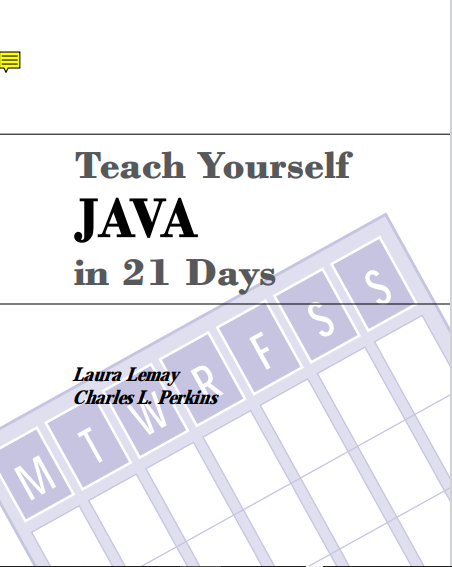 Teach Yourself
JAVA
in 21 Days
Laura Lemay
Charles L. Perkins
M T W R F S S